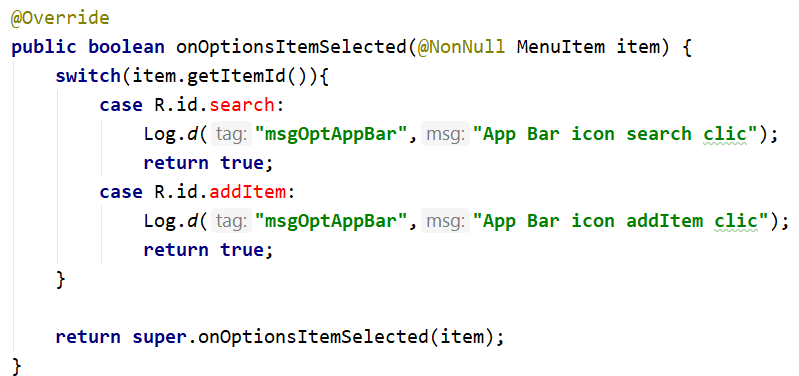 @Override
public boolean onOptionsItemSelected(@NonNull MenuItem item) {
    switch(item.getItemId()){
        case R.id.search:
            Log.d( tag: "msgOptAppBar", msg: "App Bar icon search clic");
            return true;
        case R.id.addItem:
            Log.d( tag: "msgOptAppBar", msg: "App Bar icon addItem clic");
            return true;
    }

    return super.onOptionsItemSelected(item);
}